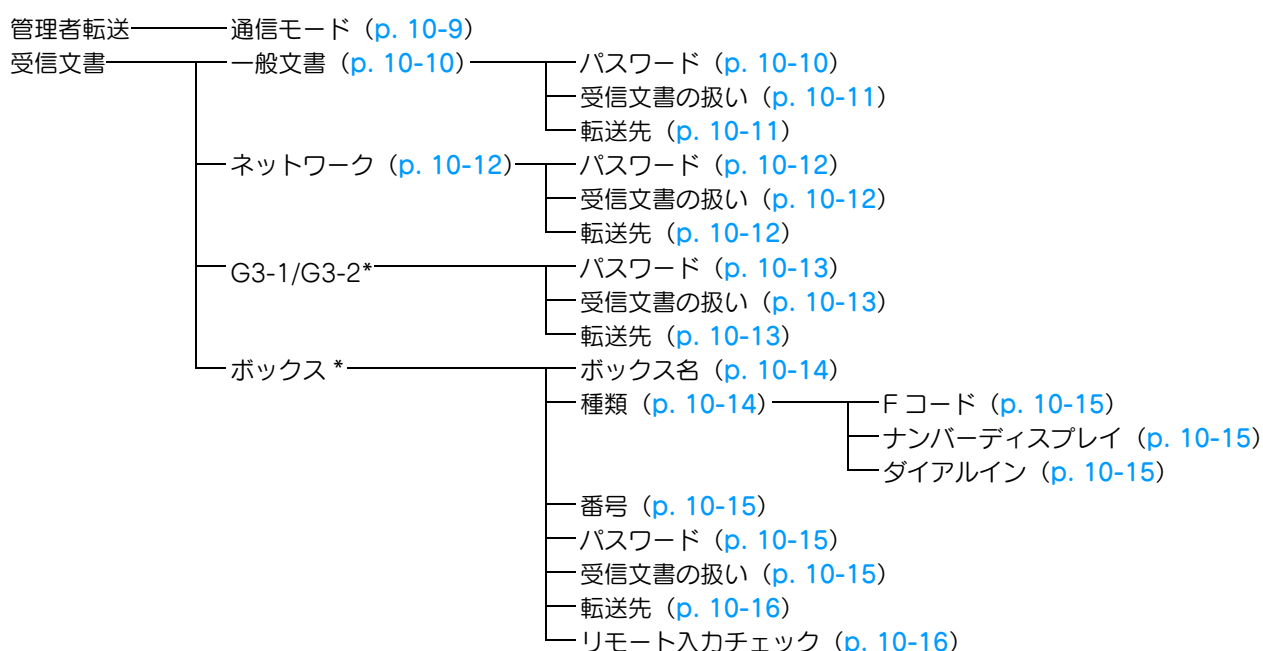 管理者転送 通信モード（p. 10-9）
受信文書 一般文書（p. 10-10） パスワード（p. 10-10）
受信文書の扱い（p. 10-11）
転送先（p. 10-11）
ネットワーク（p. 10-12） パスワード（p. 10-12）
受信文書の扱い（p. 10-12）
転送先（p. 10-12）
G3-1/G3-2* パスワード（p. 10-13）
受信文書の扱い（p. 10-13）
転送先（p. 10-13）
ボックス * ボックス名（p. 10-14）
種類（p. 10-14） F コード（p. 10-15）
ナンバーディスプレイ（p. 10-15）
ダイアルイン（p. 10-15）
番号（p. 10-15）
パスワード（p. 10-15）
受信文書の扱い（p. 10-15）
転送先（p. 10-16）
リモート入力チェック（p. 10-16）